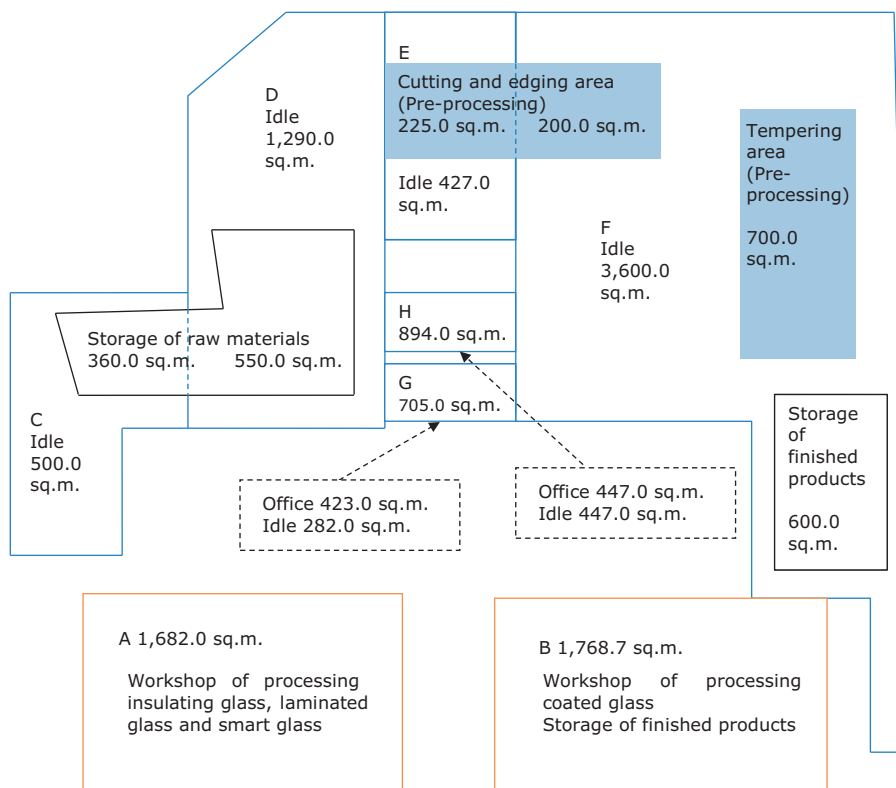 E
Cutting and edging area
(Pre-processing)
225.0 sq.m. 200.0 sq.m.
Idle 427.0
sq.m.
D
Idle
1,290.0
sq.m.
Tempering
area
(Pre-
processing)
700.0
sq.m.
F
Idle
3,600.0
sq.m.
H
894.0 sq.m.
G
705.0 sq.m.
Storage of raw materials
360.0 sq.m. 550.0 sq.m.
C
Idle
500.0
sq.m.
Storage
of
finished
products
600.0
sq.m.
Office 423.0 sq.m.
Idle 282.0 sq.m.
Office 447.0 sq.m.
Idle 447.0 sq.m.
A 1,682.0 sq.m.
Workshop of processing
insulating glass, laminated
glass and smart glass
B 1,768.7 sq.m.
Workshop of processing
coated glass
Storage of finished products